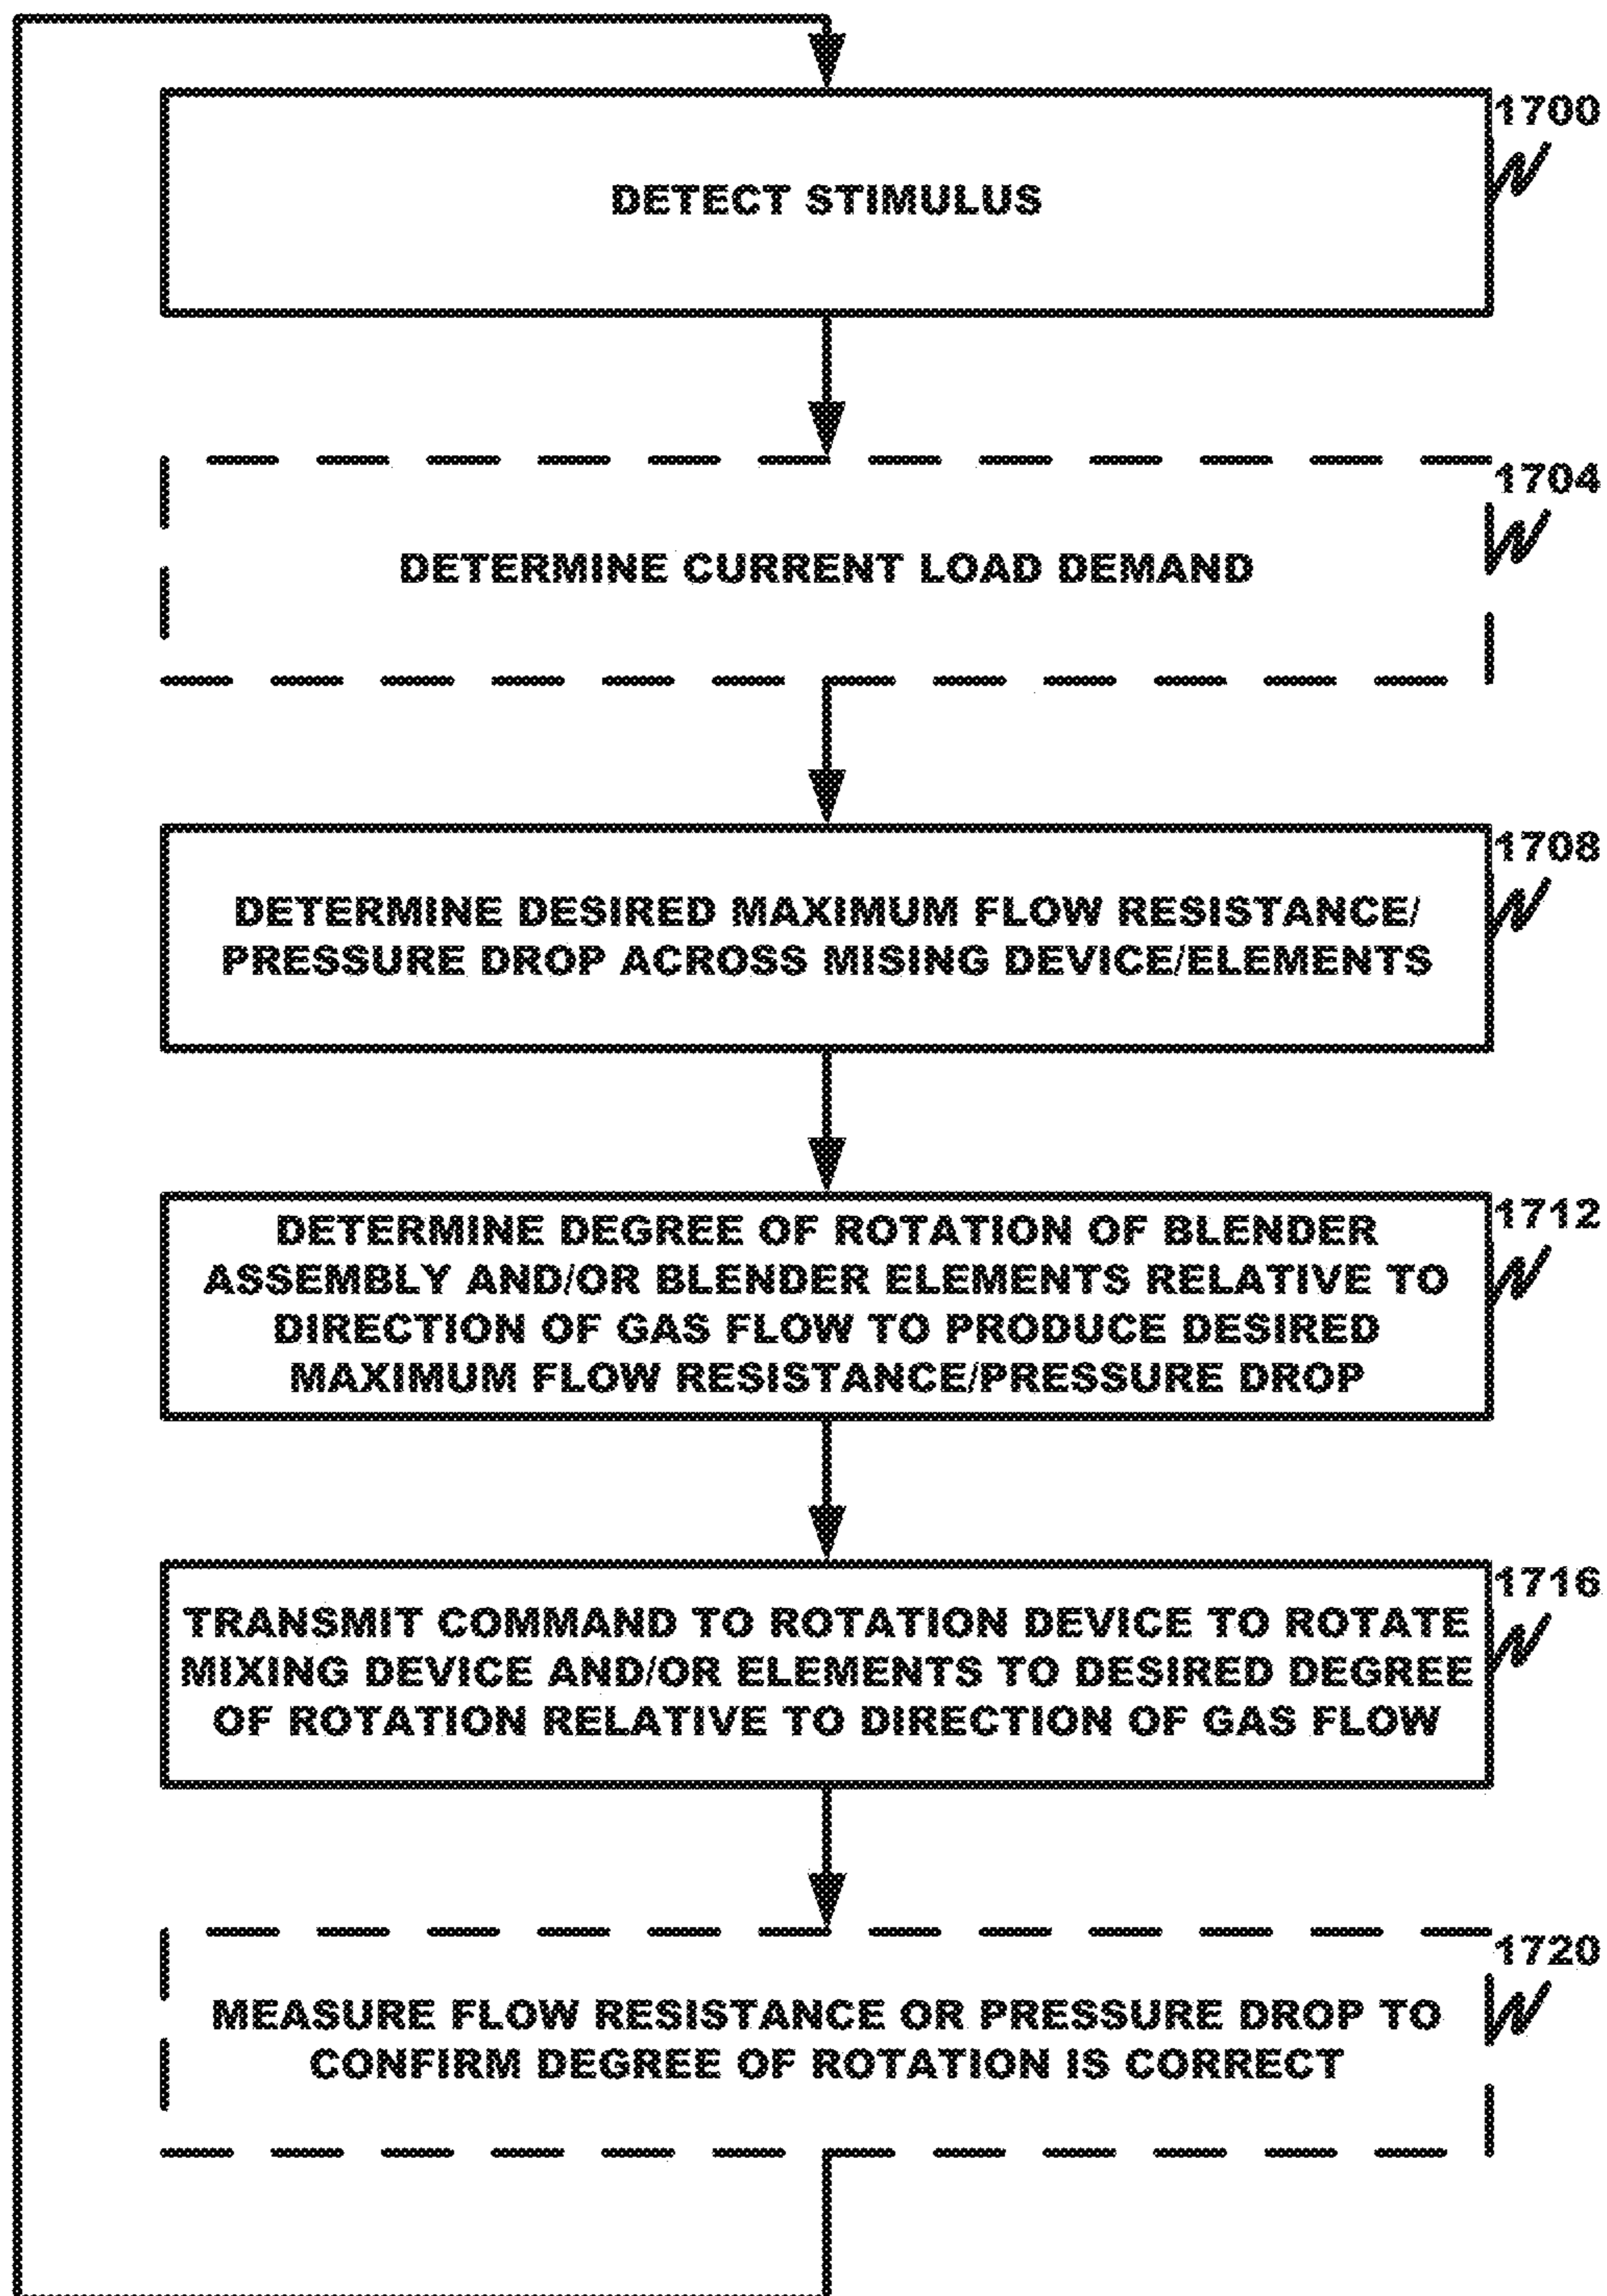 1700
DETECT STIMULUS
1704
DETERMINE CURRENT LOAD DEMAND
1708
DETERMINE DESIRED MAXIMUM FLOW RESISTANCE/
PRESSURE DROP ACROSS MISING DEVICE/ELEMENTS
1712
DETERMINE DEGREE OF ROTATION OF BLENDER
ASSEMBLY AND/OR BLENDER ELEMENTS RELATIVE TO
DIRECTION OF GAS FLOW TO PRODUCE DESIRED
MAXIMUM FLOW RESISTANCE/PRESSURE DROP
1716
TRANSMIT COMMAND TO ROTATION DEVICE TO ROTATE
MIXING DEVICE AND/OR ELEMENTS TO DESIRED DEGREE
OF ROTATION RELATIVE TO DIRECTION OF GAS FLOW
1720
MEASURE FLOW RESISTANCE OR PRESSURE DROP TO
CONFIRM DEGREE OF ROTATION IS CORRECT